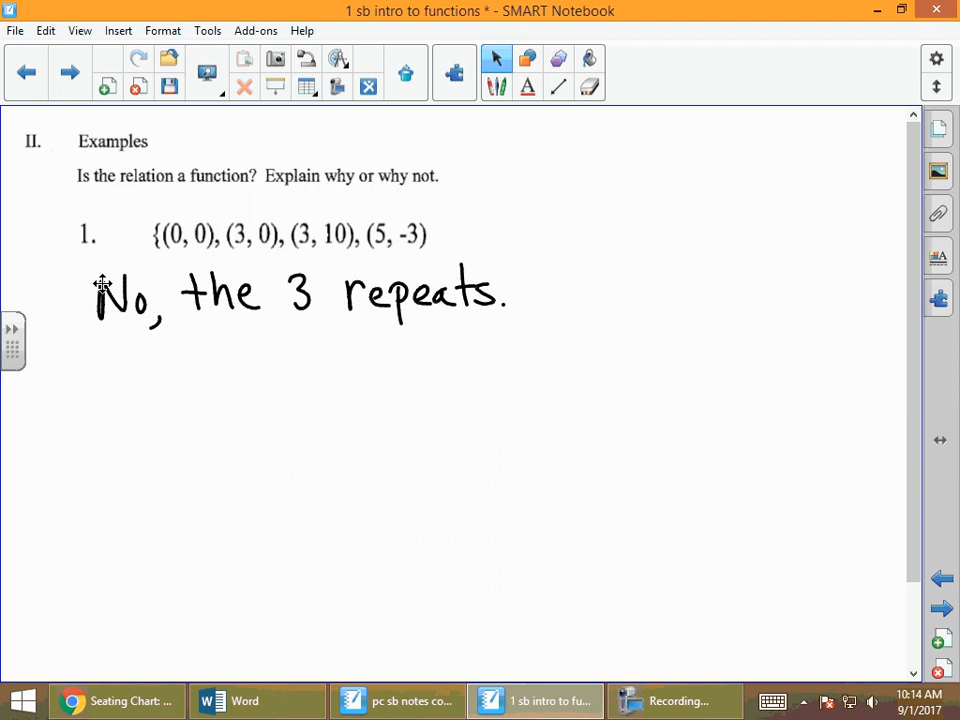 1 sb intro to functions * - SMART Notebook
File Edit View Insert Format Tools Add-ons Help
II. Examples
Is the relation a function? Explain why or why not.
1. {(0, 0), (3, 0), (3, 10), (5, -3)
No, the 3 repeats.
Seating Chart: ... Word pc sb notes co... 1 sb intro to fu... Recording... 10:14 AM
9/1/2017